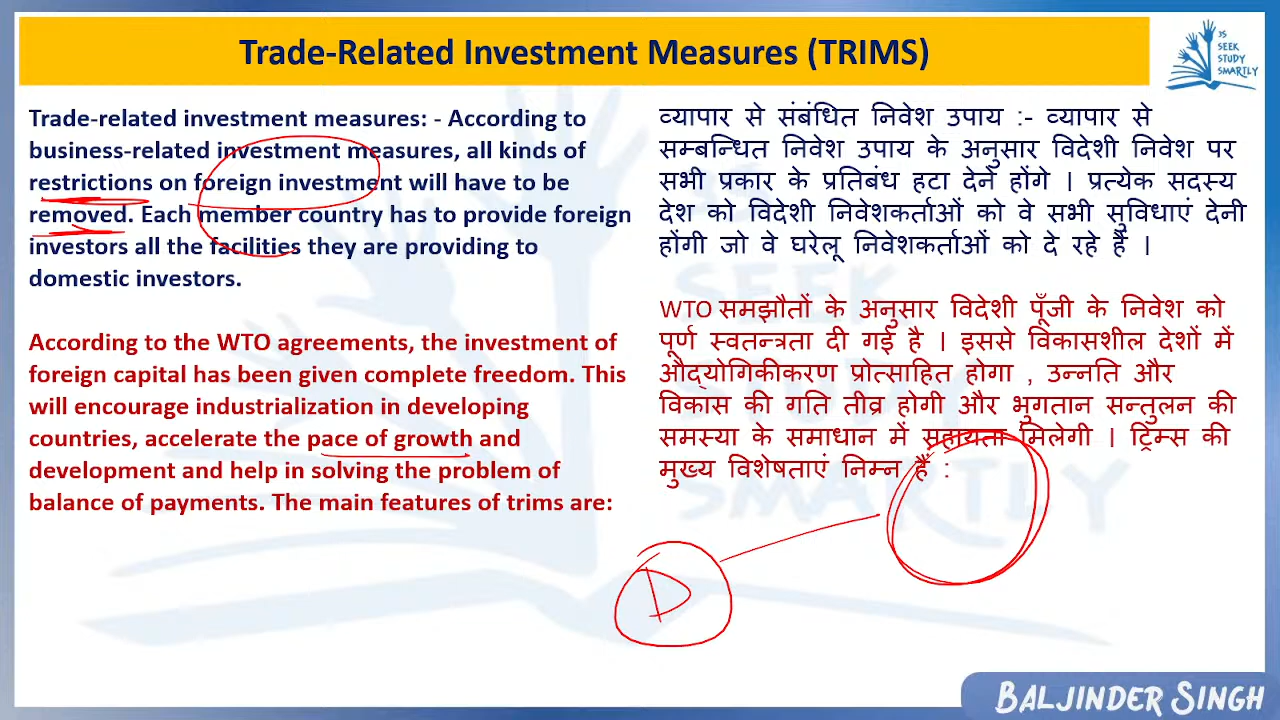 Trade-Related Investment Measures (TRIMS)
JS
SEEK
STUDY
SMARTLY
Trade-related investment measures: - According to
business-related investment measures, all kinds of
restrictions on foreign investment will have to be
removed. Each member country has to provide foreign
investors all the facilities they are providing to
domestic investors.
According to the WTO agreements, the investment of
foreign capital has been given complete freedom. This
will encourage industrialization in developing
countries, accelerate the pace of growth and
development and help in solving the problem of
balance of payments. The main features of trims are:
व्यापार से संबंधित निवेश उपाय :- व्यापार से
सम्बन्धित निवेश उपाय के अनुसार विदेशी निवेश पर
सभी प्रकार के प्रतिबंध हटा देने होंगे । प्रत्येक सदस्य
देश को विदेशी निवेशकर्ताओं को वे सभी सुविधाएं देनी
होंगी जो वे घरेलू निवेशकर्ताओं को दे रहे हैं ।
WTO समझौतों के अनुसार विदेशी पूँजी के निवेश को
पूर्ण स्वतन्त्रता दी गई है । इससे विकासशील देशों में
औद्योगिकीकरण प्रोत्साहित होगा , उन्नति और
विकास की गति तीव्र होगी और भुगतान सन्तुलन की
समस्या के समाधान में सहायता मिलेगी । ट्रिम्स की
मुख्य विशेषताएं निम्न हैं :
JS
SEEK
STUDY
SMARTLY
D
BALJINDER SINGH